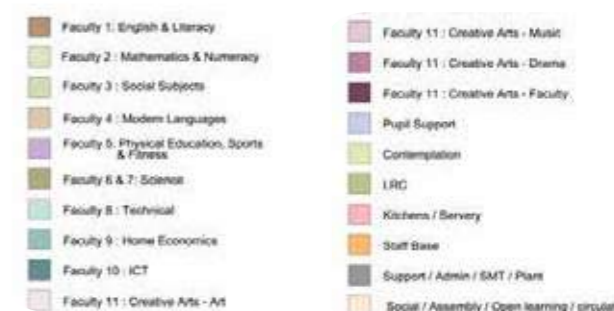 Faculty 1: English & Literacy
Faculty 2 : Mathematics & Numeracy
Faculty 3 : Social Subjects
Faculty 4 : Modern Languages
Faculty 5: Physical Education, Sports
& Fitness
Faculty 6 & 7: Science
Faculty 8 : Technical
Faculty 9 : Home Economics
Faculty 10 : ICT
Faculty 11 : Creative Arts - Art
Faculty 11 : Creative Arts - Music
Faculty 11 : Creative Arts - Drama
Faculty 11 : Creative Arts - Faculty
Pupil Support
Contemplation
LRC
Kitchens / Servery
Staff Base
Support / Admin / SMT / Plant
Social / Assembly / Open learning / circulat